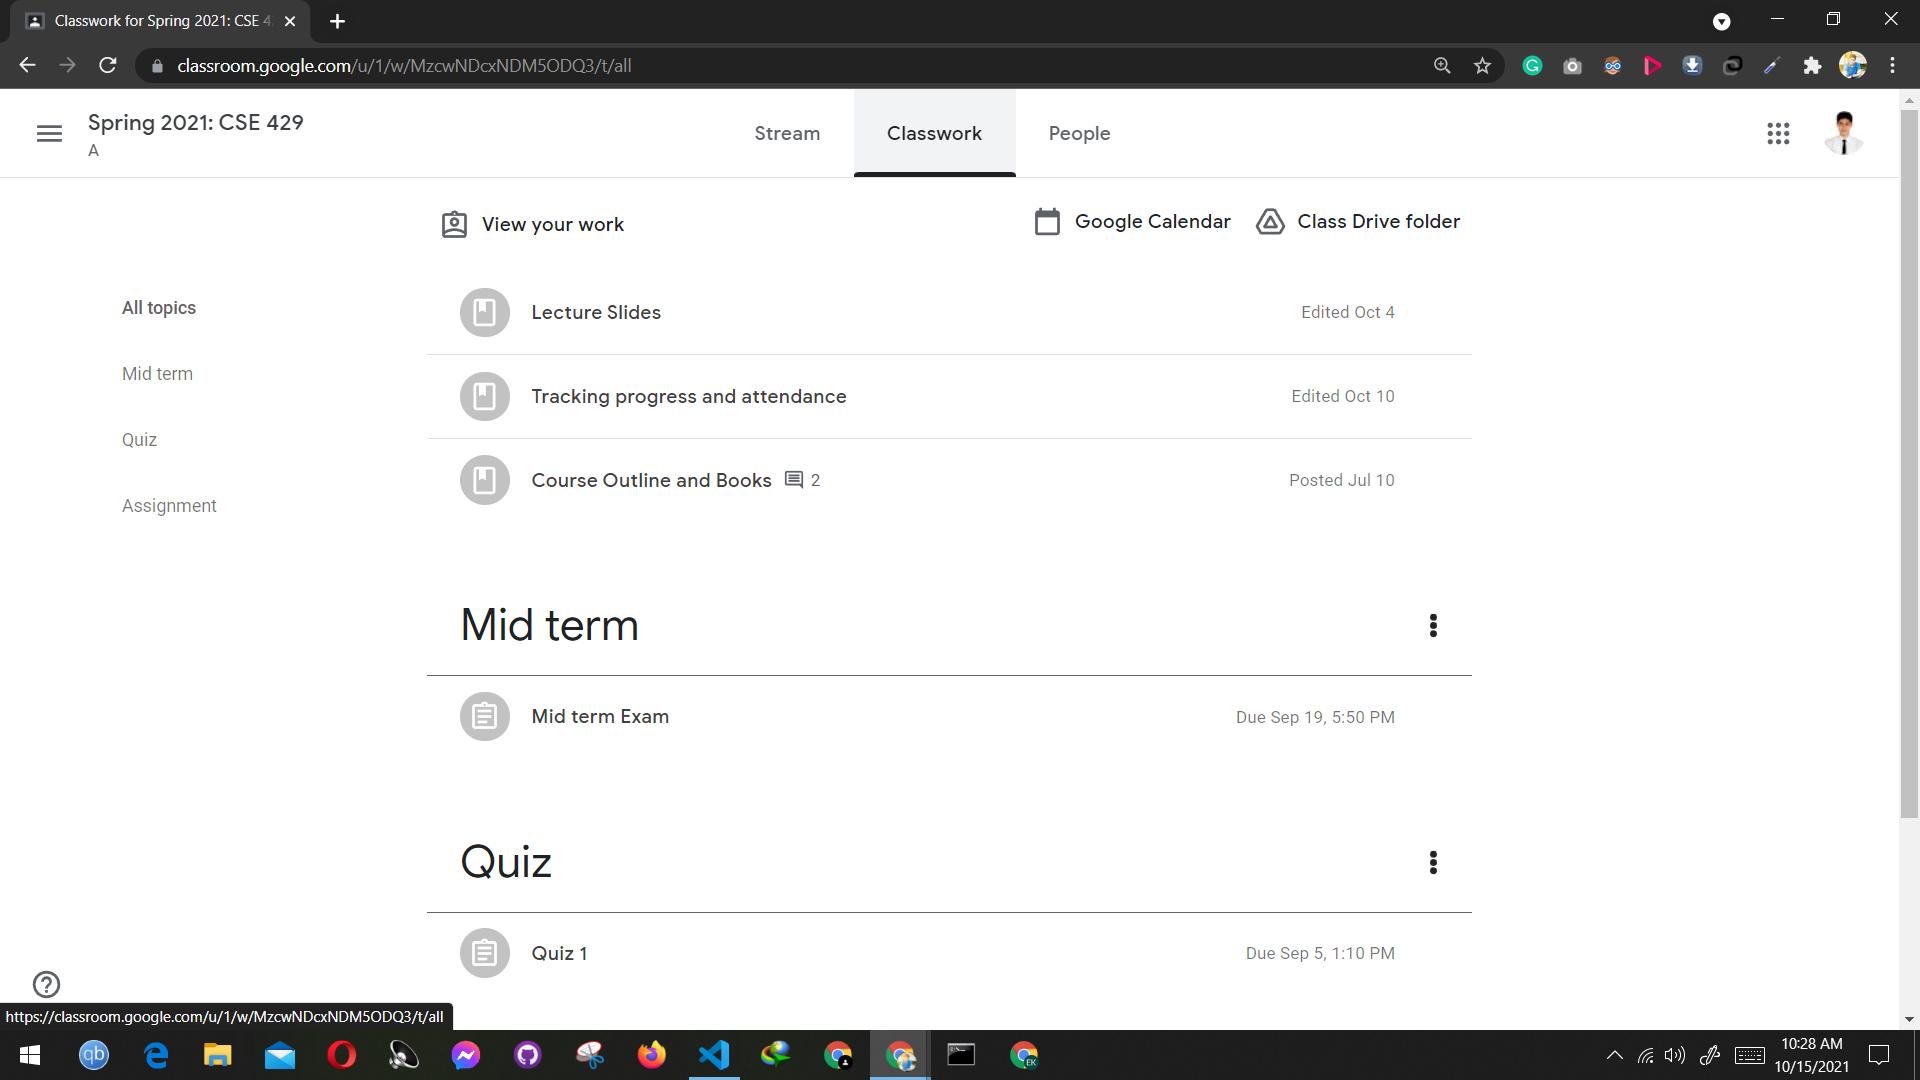 Classwork for Spring 2021: CSE 4
classroom.google.com/u/1/w/MzcwNDcxNDM5ODQ3/t/all
Spring 2021: CSE 429
A
Stream
Classwork
People
View your work
Google Calendar
Class Drive folder
All topics
Mid term
Quiz
Assignment
Lecture Slides
Edited Oct 4
Tracking progress and attendance
Edited Oct 10
Course Outline and Books
2
Posted Jul 10
Mid term
Mid term Exam
Due Sep 19, 5:50 PM
Quiz
Quiz 1
Due Sep 5, 1:10 PM
https://classroom.google.com/u/1/w/MzcwNDcxNDM5ODQ3/t/all
qb
EK
10:28 AM
10/15/2021